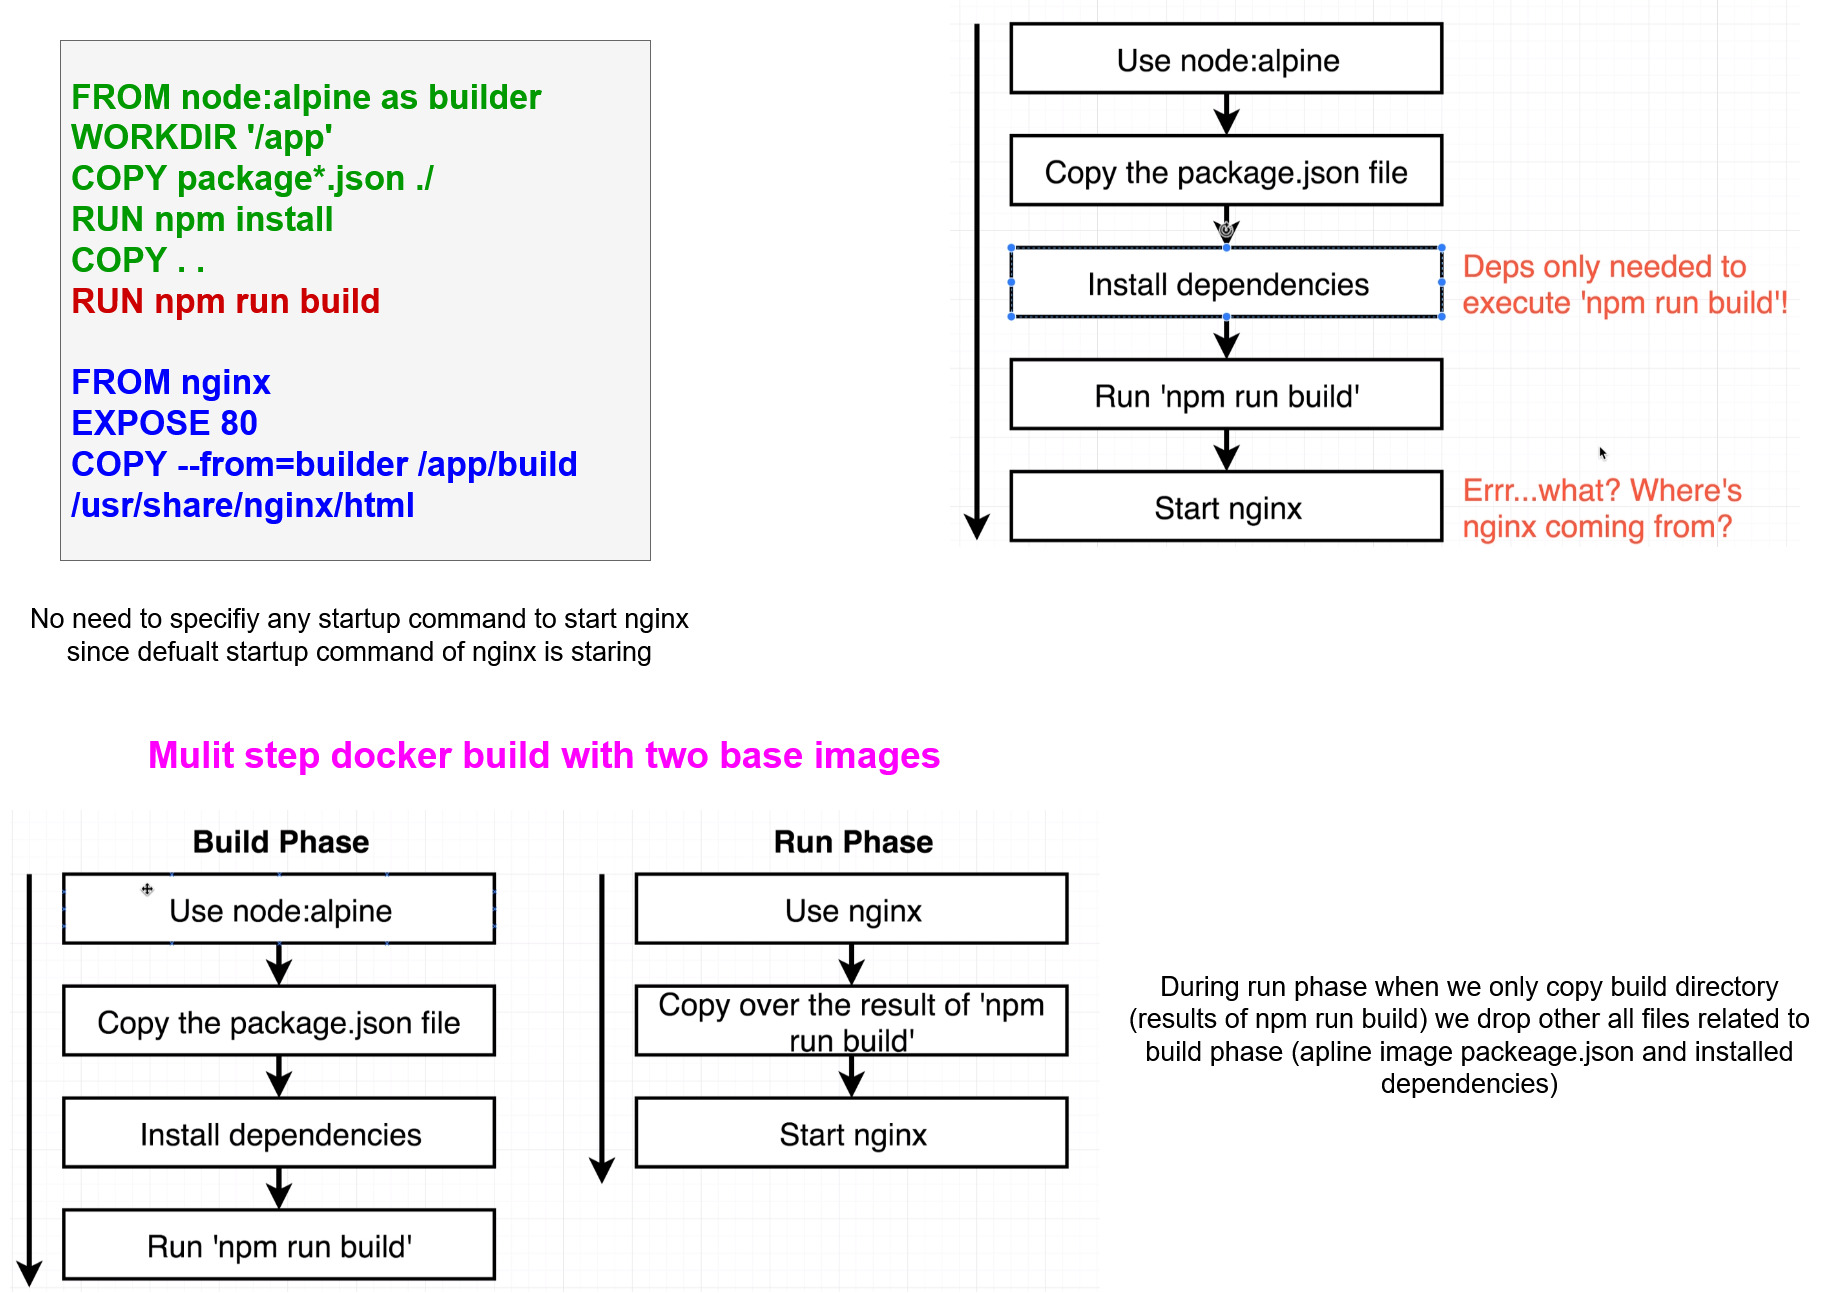 FROM node:alpine as builder
WORKDIR '/app'
COPY package*.json ./
RUN npm install
COPY . .
RUN npm run build
FROM nginx
EXPOSE 80
COPY --from=builder /app/build
/usr/share/nginx/html
No need to specifiy any startup command to start nginx
since defualt startup command of nginx is staring
Use node:alpine
Copy the package.json file
Install dependencies
Deps only needed to
execute 'npm run build'!
Run 'npm run build'
Start nginx
Errr...what? Where's
nginx coming from?
Mulit step docker build with two base images
Build Phase
Use node:alpine
Copy the package.json file
Install dependencies
Run 'npm run build'
Run Phase
Use nginx
Copy over the result of 'npm
run build'
Start nginx
During run phase when we only copy build directory
(results of npm run build) we drop other all files related to
build phase (apline image packeage.json and installed
dependencies)